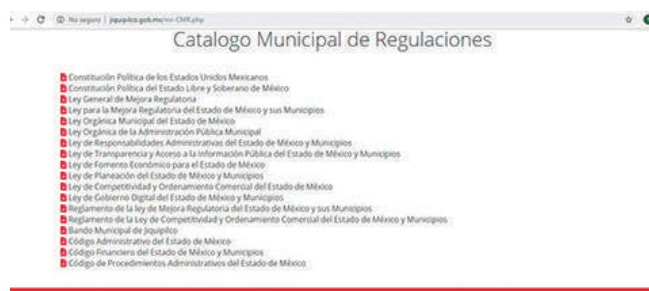 No seguro | jiquipilco.gob.mx/mr-CMR.php
Catalogo Municipal de Regulaciones
Constitución Política de los Estados Unidos Mexicanos
Constitución Política del Estado Libre y Soberano de México
Ley General de Mejora Regulatoria
Ley para la Mejora Regulatoria del Estado de México y sus Municipios
Ley Orgánica Municipal del Estado de México
Ley Orgánica de la Administración Pública Municipal
Ley de Responsabilidades Administrativas del Estado de México y Municipios
Ley de Transparencia y Acceso a la Información Pública del Estado de México y Municipios
Ley de Fomento Económico para el Estado de México
Ley de Planeación del Estado de México y Municipios
Ley de Competitividad y Ordenamiento Comercial del Estado de México
Ley de Gobierno Digital del Estado de México y Municipios
Reglamento de la ley de Mejora Regulatoria del Estado de México y sus Municipios
Reglamento de la Ley de Competitividad y Ordenamiento Comercial del Estado de México y Municipios
Bando Municipal de Jiquipilco
Código Administrativo del Estado de México
Código Financiero del Estado de México y Municipios
Código de Procedimientos Administrativos del Estado de México